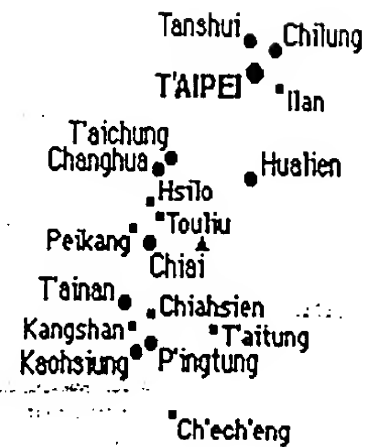 Tanshui
Chilung
T'AIPEI
Ilan
T'aichung
Changhua
Hualien
Hsilo
Touliu
Peikang
Chiai
T'ainan
Chiahsien
Kangshan
T'aitung
Kaohsiung
P'ingtung
Ch'ech'eng